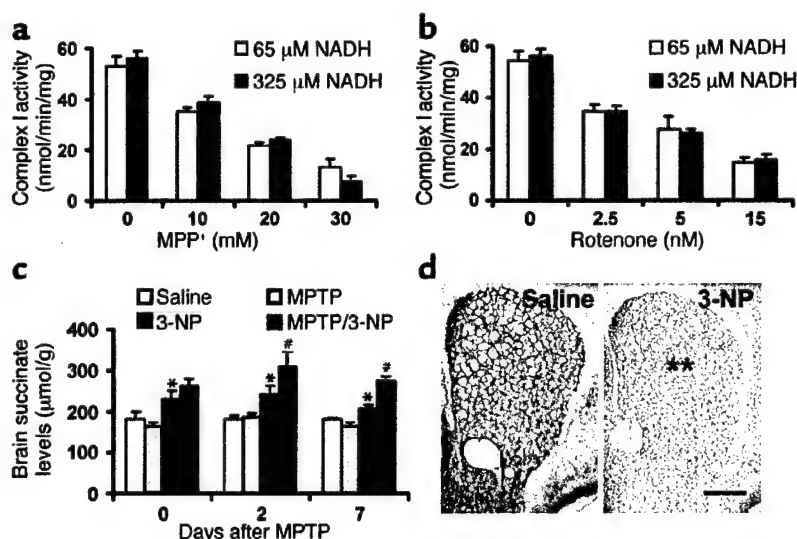 a
Complex I activity
(nmol/min/mg)
60
40
20
0
65 μM NADH
325 μM NADH
0 10 20 30
MPP⁺ (mM)
b
Complex I activity
(nmol/min/mg)
60
40
20
0
65 μM NADH
325 μM NADH
0 2.5 5 15
Rotenone (nM)
c
Brain succinate
levels (μmol/g)
400
300
200
100
0
Saline MPTP
3-NP MPTP/3-NP
* * # * #
0 2 7
Days after MPTP
d
Saline 3-NP
**